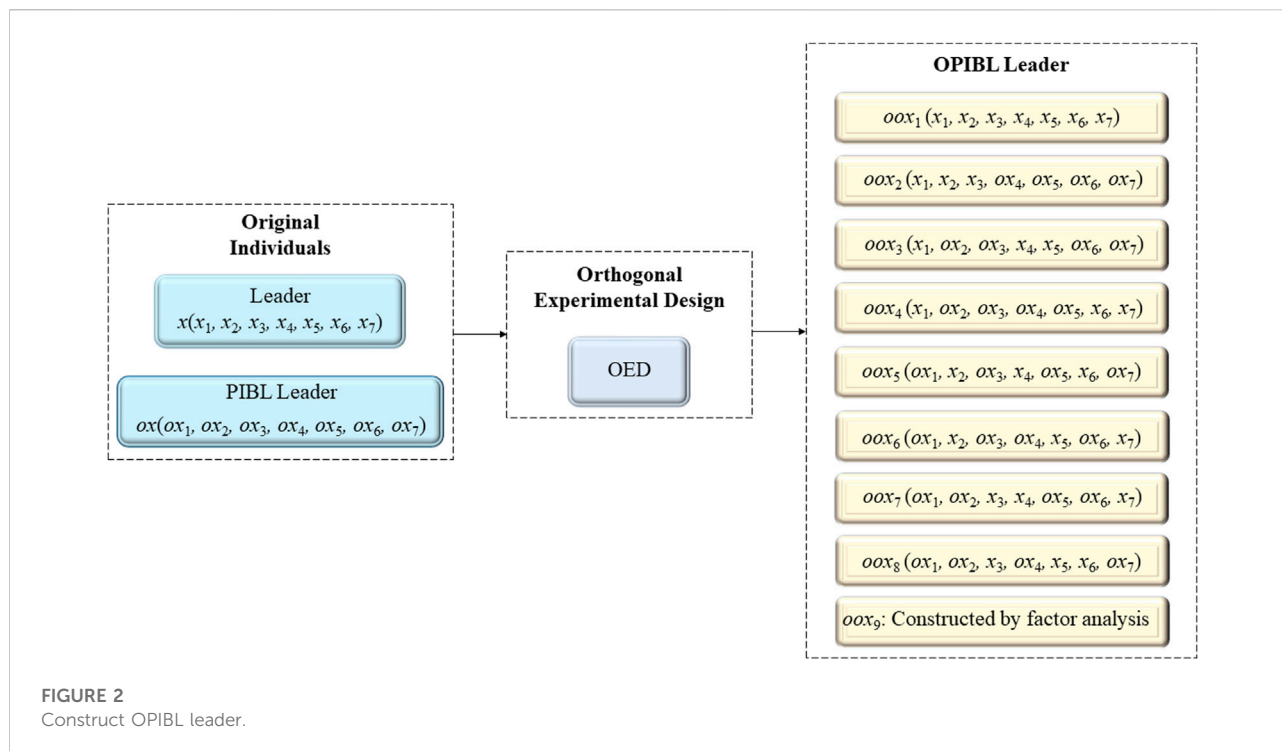 Original
Individuals
Leader
x(x₁, x₂, x₃, x₄, x₅, x₆, x₇)
PIBL Leader
ox(ox₁, ox₂, ox₃, ox₄, ox₅, ox₆, ox₇)
Orthogonal
Experimental Design
OED
OPIBL Leader
oox₁ (x₁, x₂, x₃, x₄, x₅, x₆, x₇)
oox₂ (x₁, x₂, x₃, ox₄, ox₅, ox₆, ox₇)
oox₃ (x₁, ox₂, ox₃, x₄, x₅, ox₆, ox₇)
oox₄ (x₁, ox₂, ox₃, ox₄, ox₅, x₆, x₇)
oox₅ (ox₁, x₂, ox₃, x₄, ox₅, x₆, ox₇)
oox₆ (ox₁, x₂, ox₃, ox₄, x₅, ox₆, x₇)
oox₇ (ox₁, ox₂, x₃, x₄, ox₅, ox₆, x₇)
oox₈ (ox₁, ox₂, x₃, ox₄, x₅, x₆, ox₇)
oox₉: Constructed by factor analysis
FIGURE 2
Construct OPIBL leader.